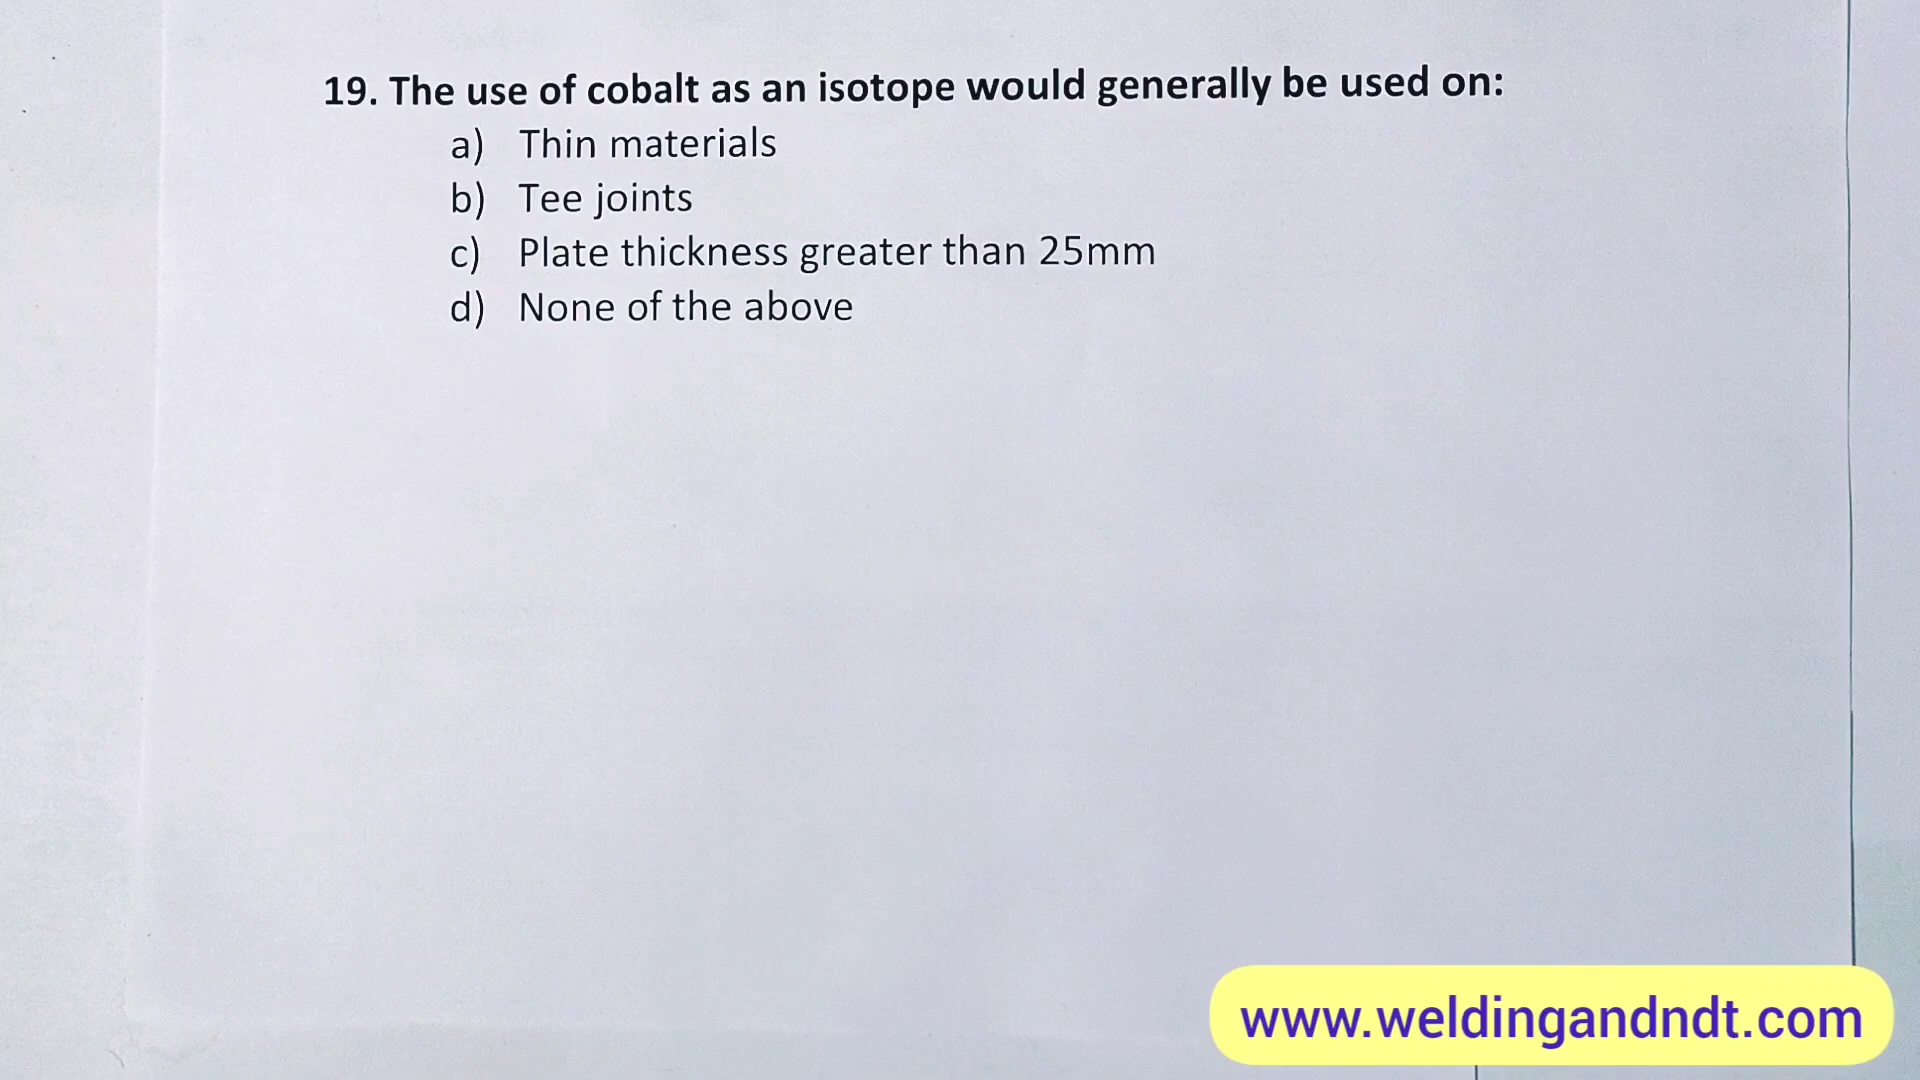 19. The use of cobalt as an isotope would generally be used on:
a) Thin materials
b) Tee joints
c) Plate thickness greater than 25mm
d) None of the above
www.weldingandndt.com